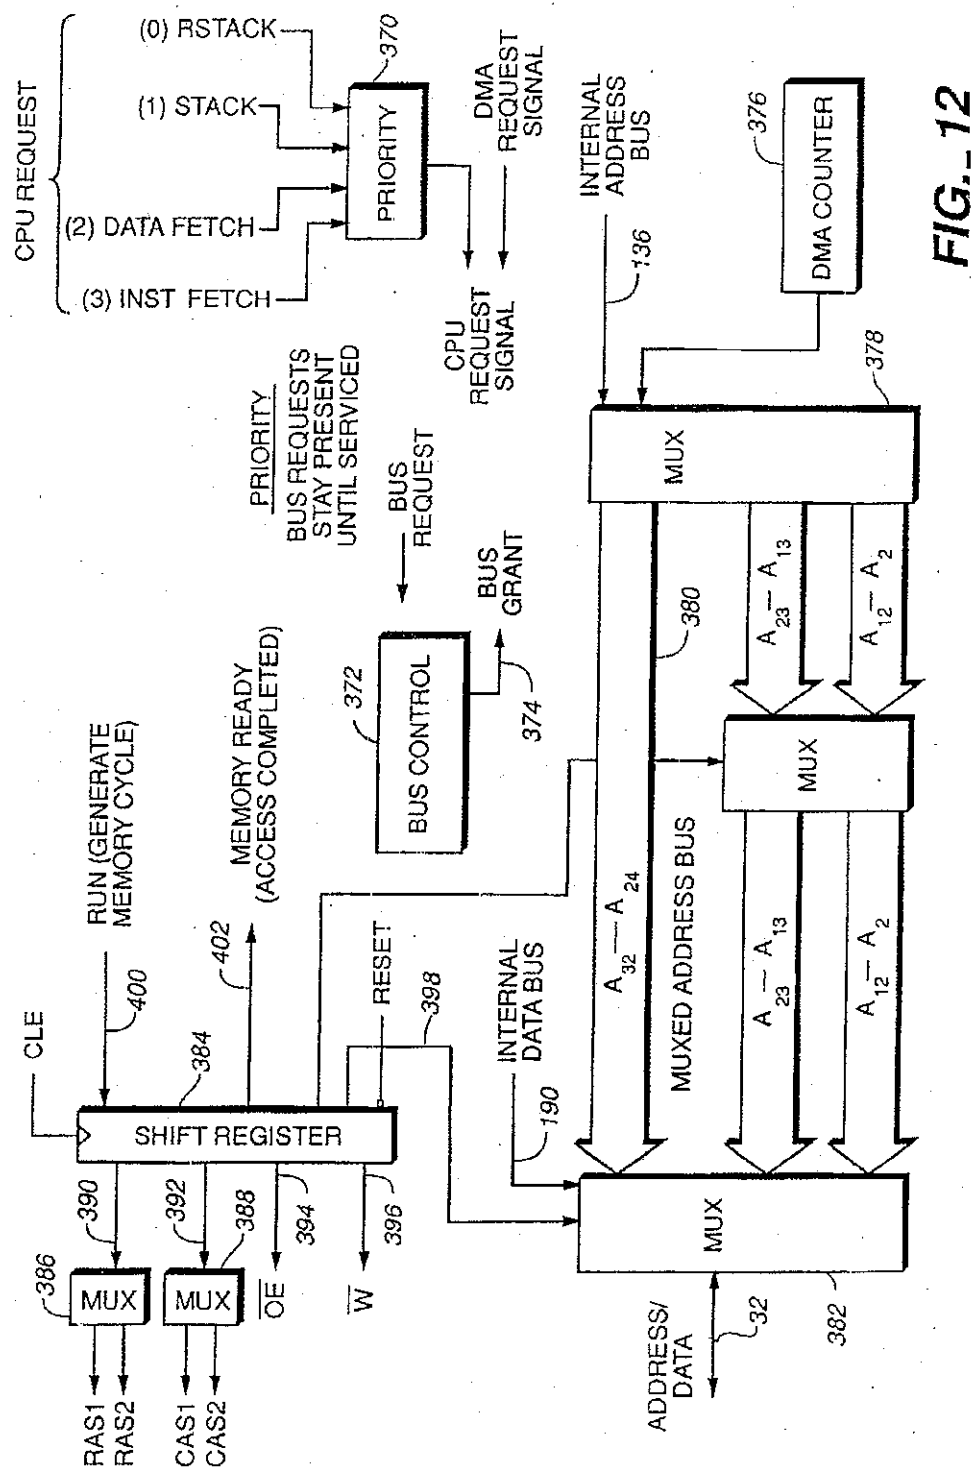 CPU REQUEST
(0) RSTACK
(1) STACK
(2) DATA FETCH
(3) INST FETCH
370
PRIORITY
DMA
REQUEST
SIGNAL
CPU
REQUEST
SIGNAL
PRIORITY
BUS REQUESTS
STAY PRESENT
UNTIL SERVICED
BUS
REQUEST
372
BUS CONTROL
BUS
GRANT
374
RUN (GENERATE
MEMORY CYCLE)
400
MEMORY READY
(ACCESS COMPLETED)
402
CLE
384
SHIFT REGISTER
RESET
398
390
392
394
396
386
MUX
388
MUX
OE
W
RAS1
RAS2
CAS1
CAS2
INTERNAL
ADDRESS
BUS
136
376
DMA COUNTER
378
MUX
380
A23 — A13
A12 — A2
MUX
A32 — A24
MUXED ADDRESS BUS
A23 — A13
A12 — A2
INTERNAL
DATA BUS
190
MUX
382
ADDRESS/
DATA
32
FIG._12